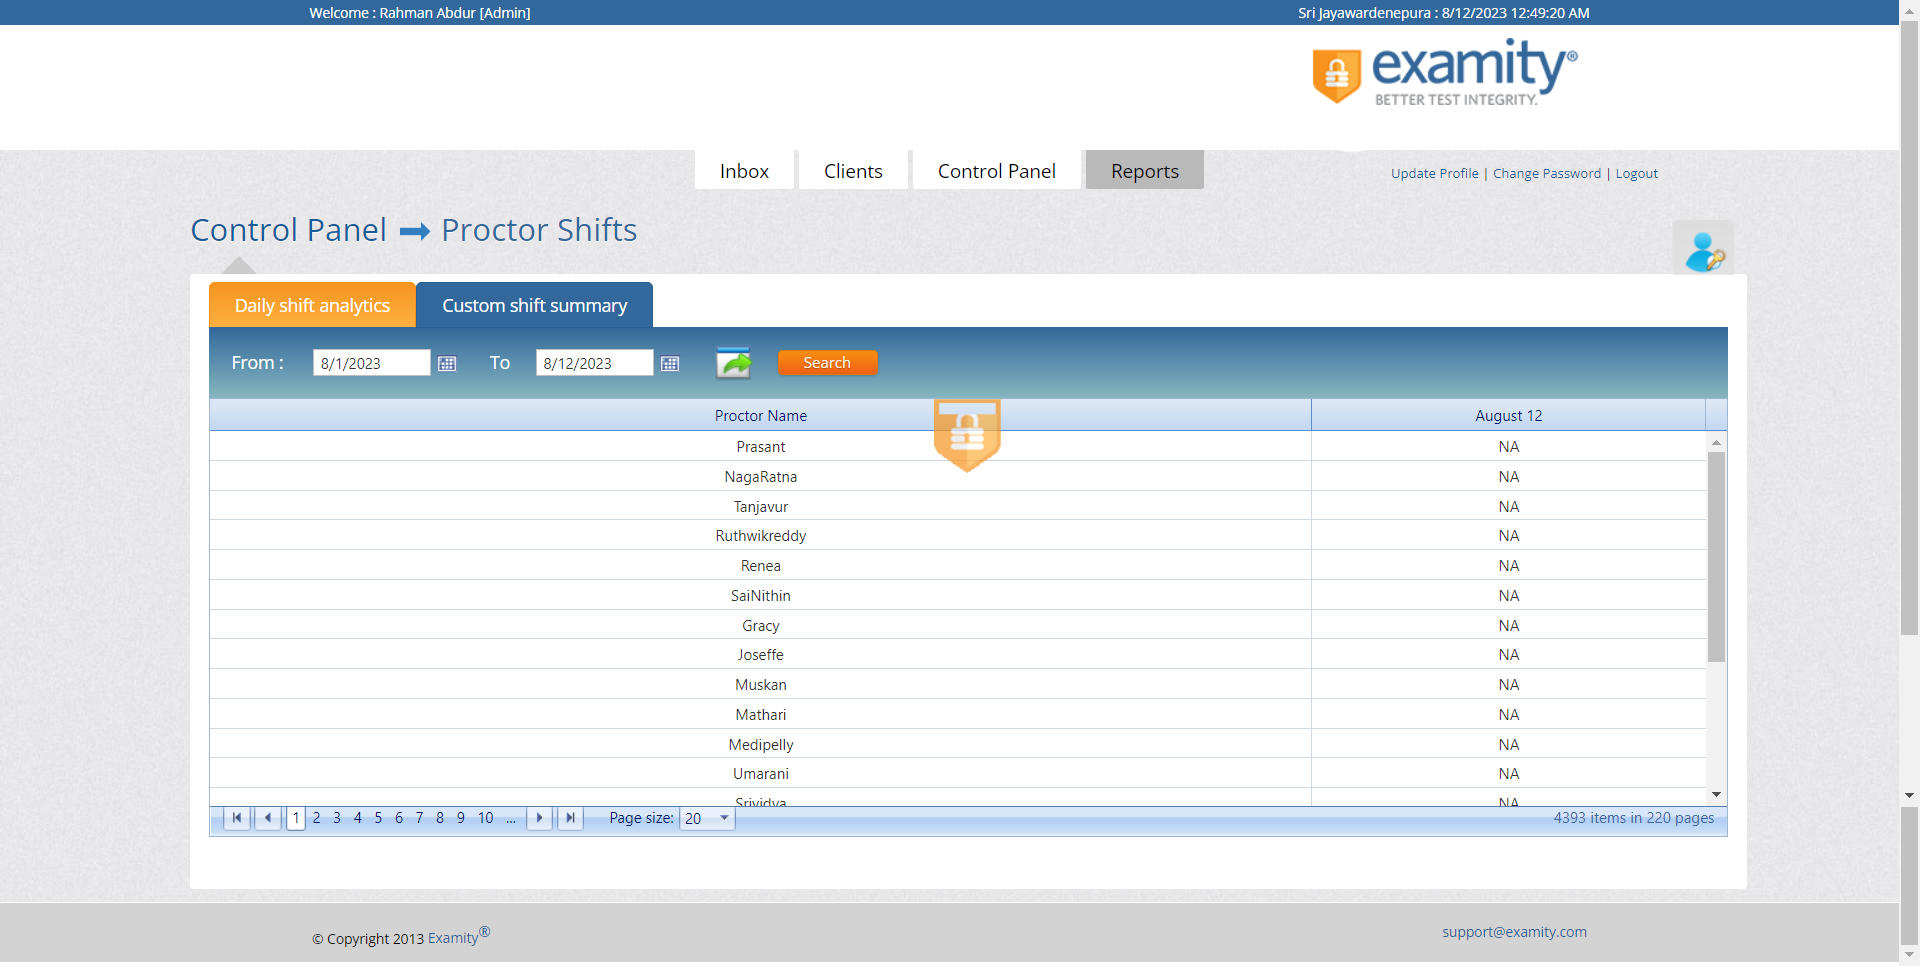 Welcome : Rahman Abdur [Admin]
Sri Jayawardenepura : 8/12/2023 12:49:20 AM
examity®
BETTER TEST INTEGRITY.
Inbox
Clients
Control Panel
Reports
Update Profile | Change Password | Logout
Control Panel Proctor Shifts
Daily shift analytics
Custom shift summary
From : 8/1/2023 To 8/12/2023 Search
Proctor Name August 12
Prasant NA
NagaRatna NA
Tanjavur NA
Ruthwikreddy NA
Renea NA
SaiNithin NA
Gracy NA
Joseffe NA
Muskan NA
Mathari NA
Medipelly NA
Umarani NA
Srividya NA
1 2 3 4 5 6 7 8 9 10 ... Page size: 20 4393 items in 220 pages
© Copyright 2013 Examity®
support@examity.com